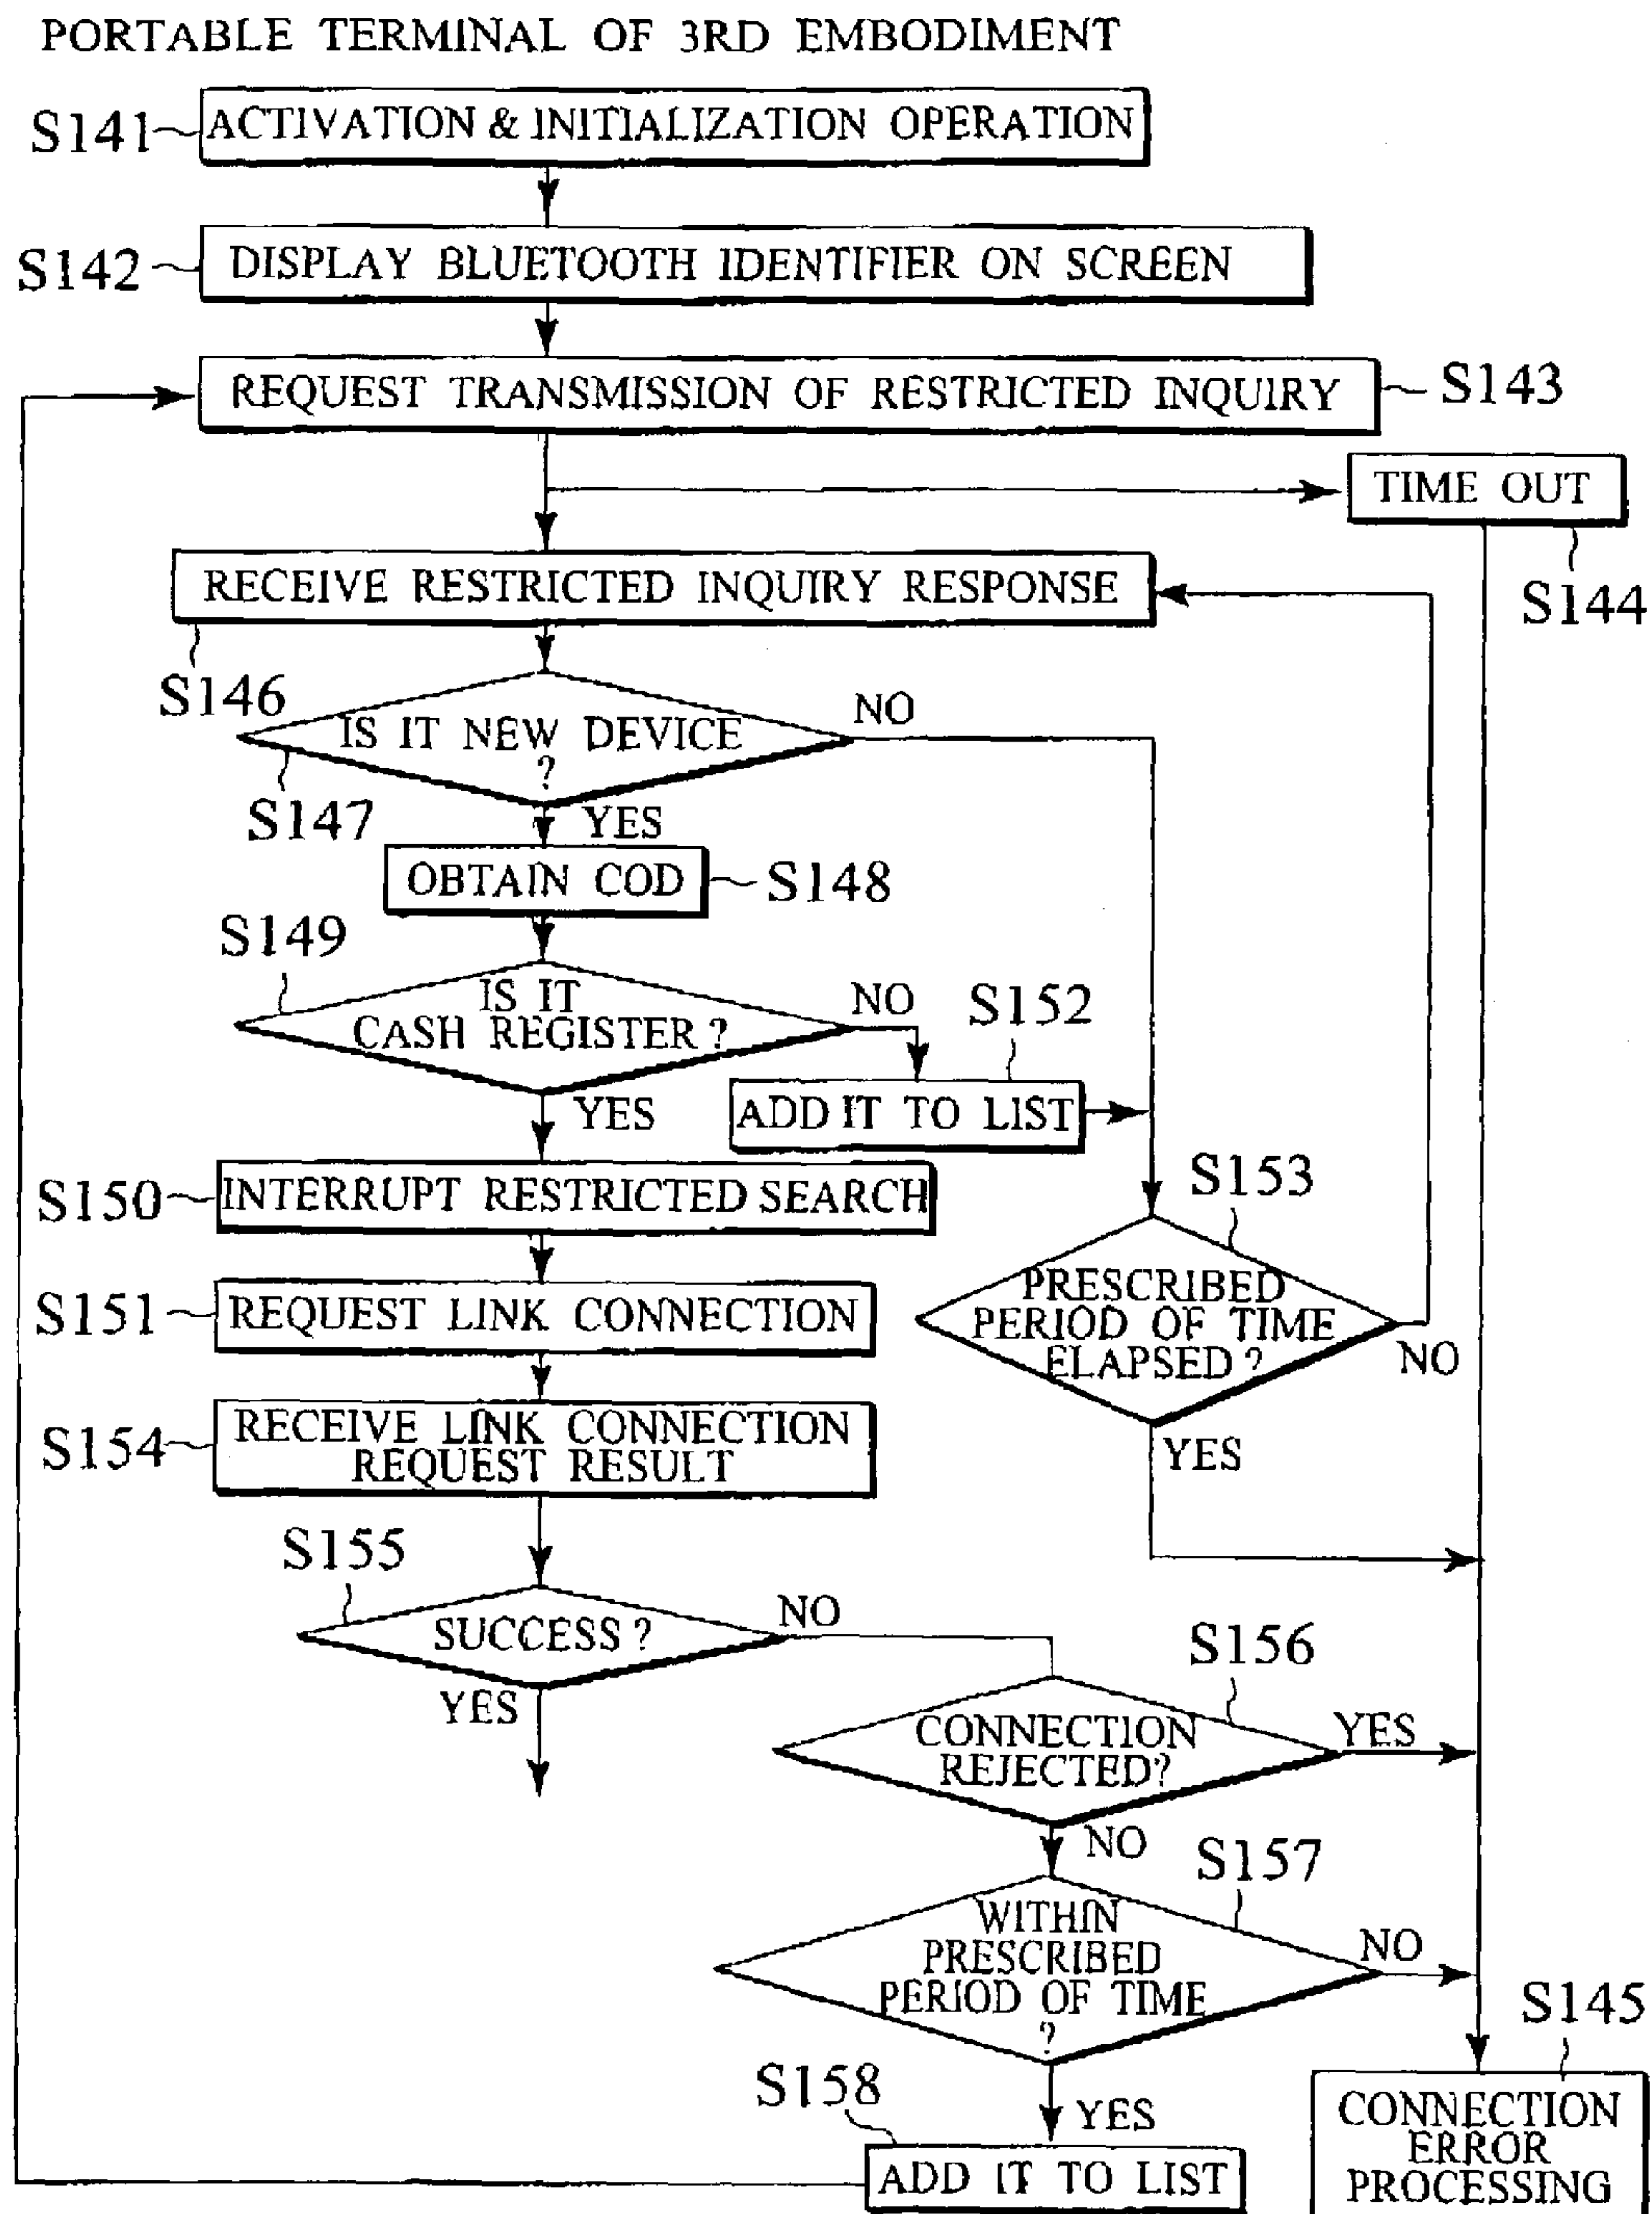 PORTABLE TERMINAL OF 3RD EMBODIMENT
S141
ACTIVATION & INITIALIZATION OPERATION
S142
DISPLAY BLUETOOTH IDENTIFIER ON SCREEN
REQUEST TRANSMISSION OF RESTRICTED INQUIRY
S143
TIME OUT
S144
RECEIVE RESTRICTED INQUIRY RESPONSE
S146
IS IT NEW DEVICE
?
NO
S147
YES
OBTAIN COD
S148
S149
IS IT
CASH REGISTER ?
NO
S152
YES
ADD IT TO LIST
S150
INTERRUPT RESTRICTED SEARCH
S153
PRESCRIBED
PERIOD OF TIME
ELAPSED ?
NO
YES
S151
REQUEST LINK CONNECTION
S154
RECEIVE LINK CONNECTION
REQUEST RESULT
S155
SUCCESS ?
NO
YES
S156
CONNECTION
REJECTED?
YES
NO
S157
WITHIN
PRESCRIBED
PERIOD OF TIME
?
NO
YES
S158
ADD IT TO LIST
S145
CONNECTION
ERROR
PROCESSING